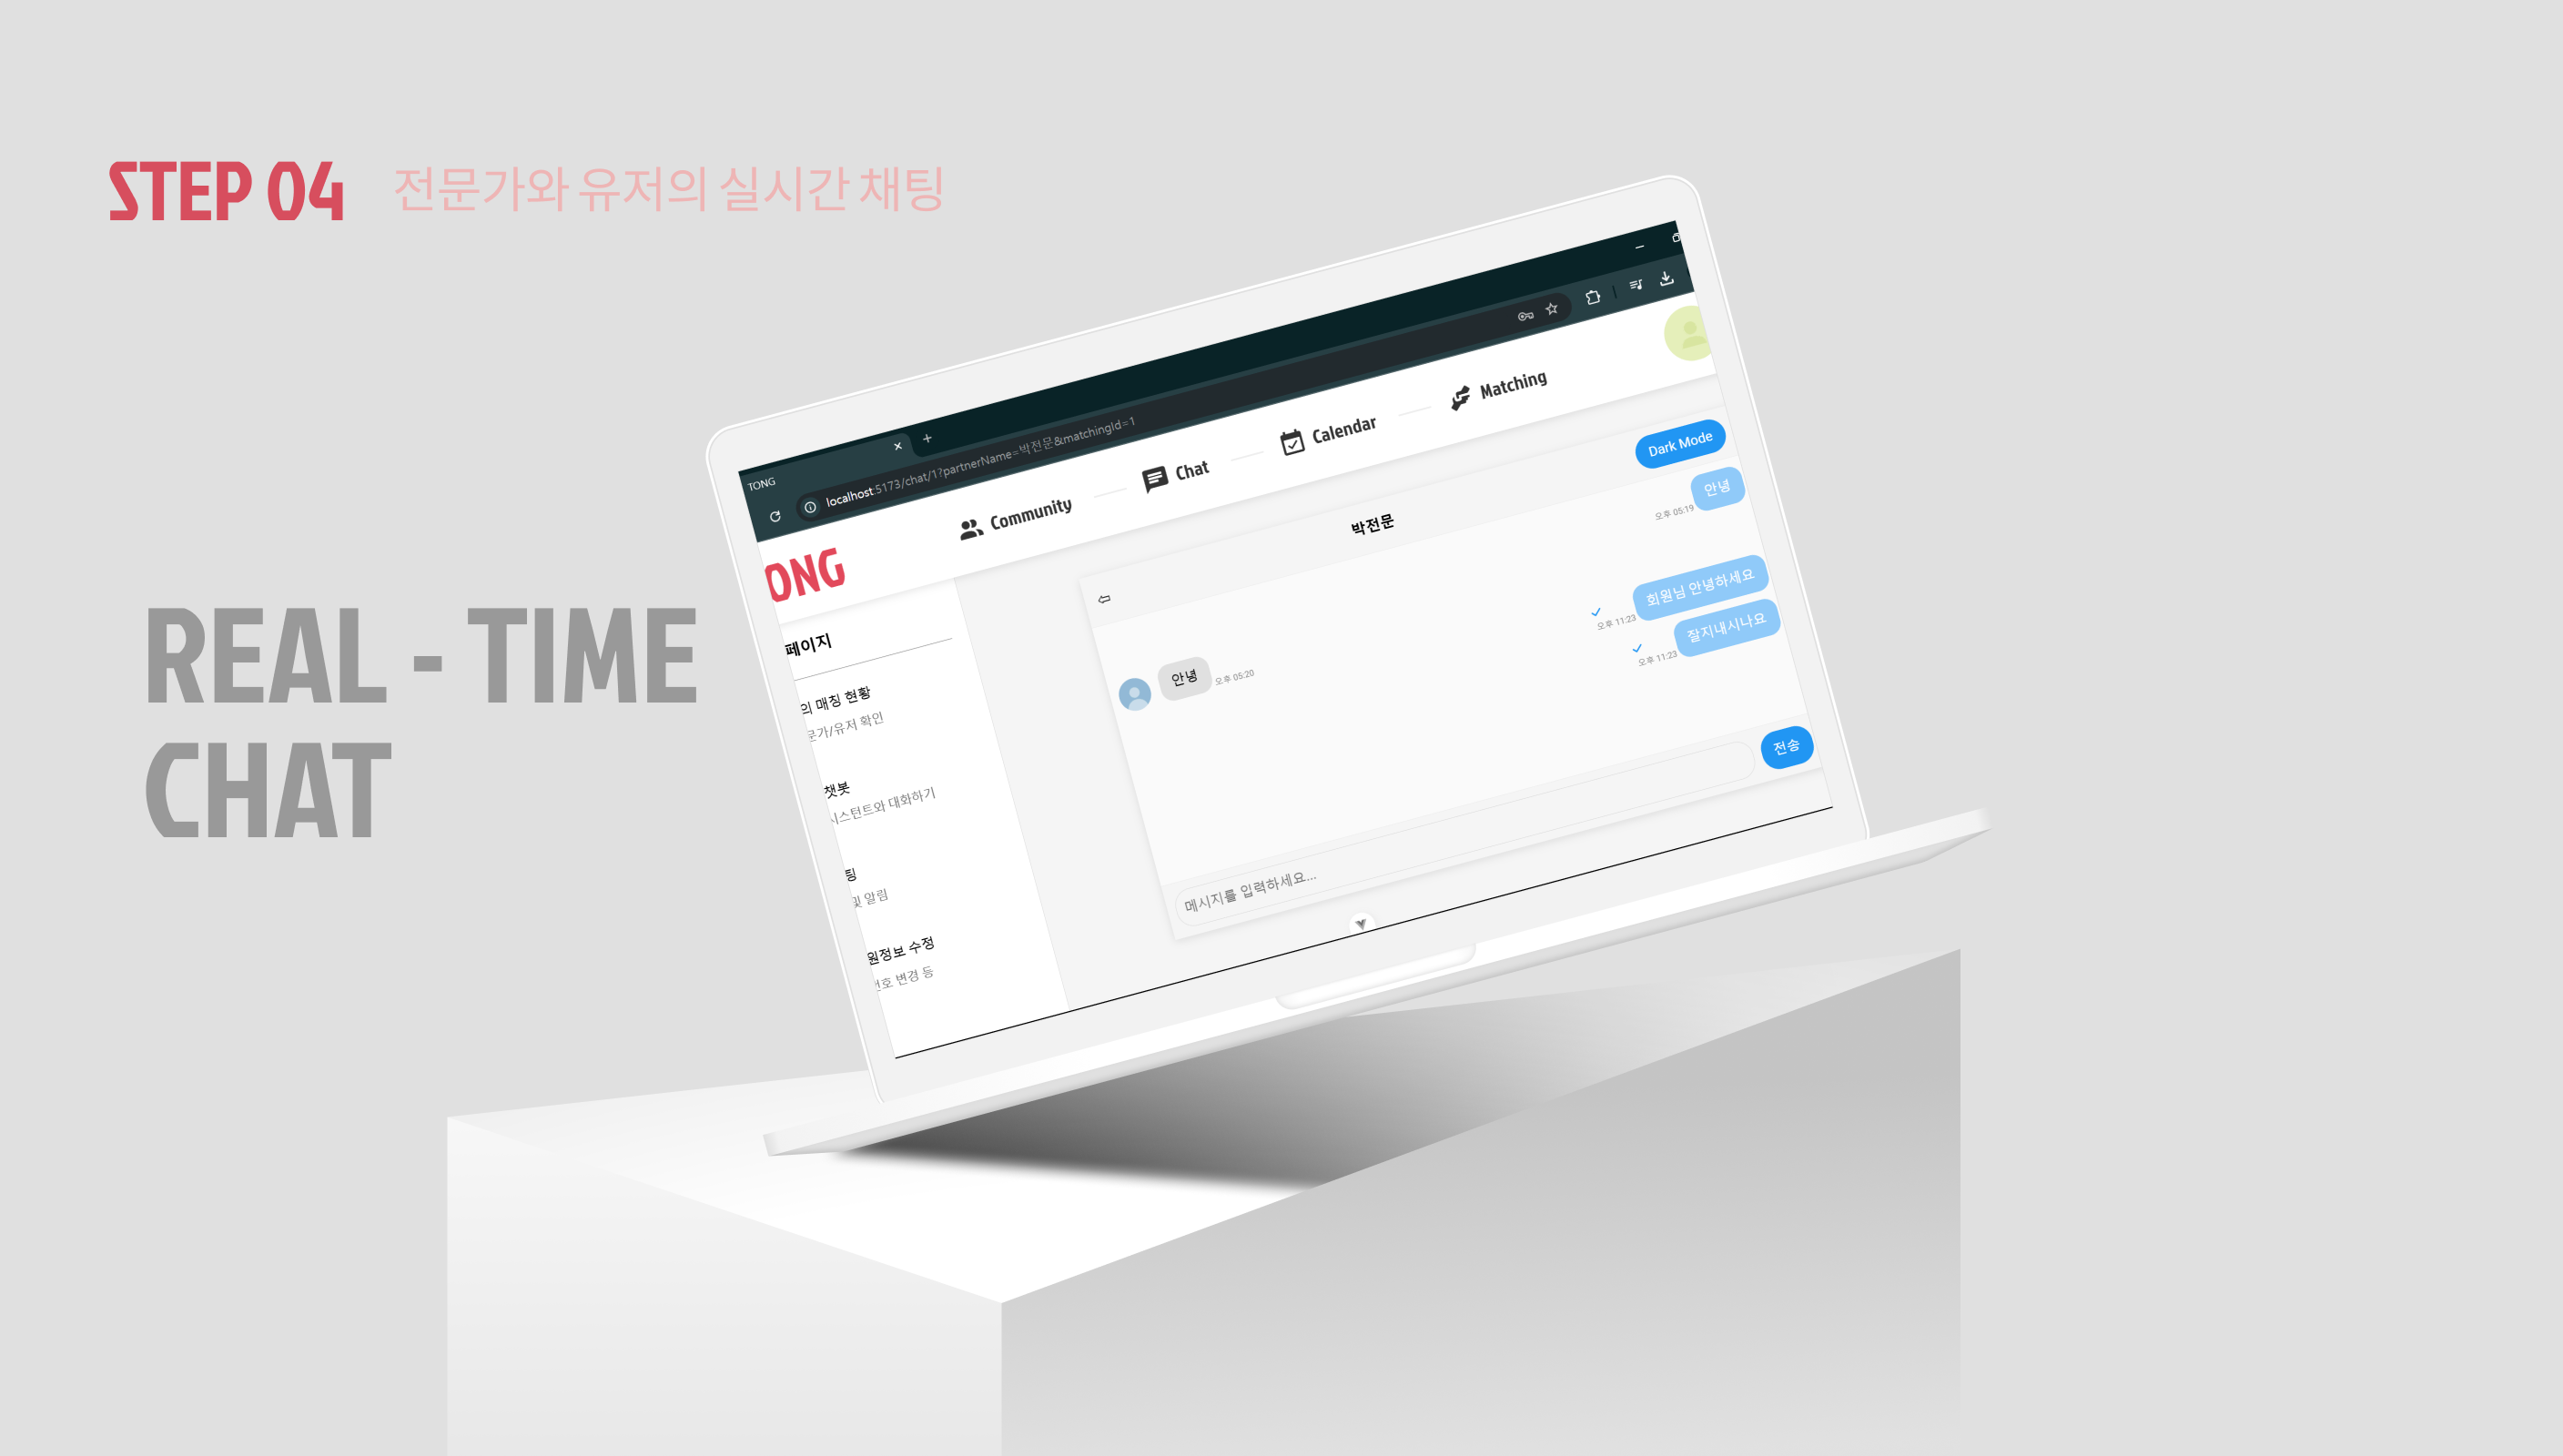 STEP 04 전문가와 유저의 실시간 채팅
REAL - TIME
CHAT
TONG
localhost:5173/chat/1?partnerName=박전문&matchingId=1
ONG
Community
Chat
Calendar
Matching
페이지
의 매칭 현황
문가/유저 확인
챗봇
시스턴트와 대화하기
팅
및 알림
원정보 수정
번호 변경 등
박전문
Dark Mode
안녕
오후 05:19
안녕
오후 05:20
회원님 안녕하세요
오후 11:23
잘지내시나요
오후 11:23
메시지를 입력하세요...
전송